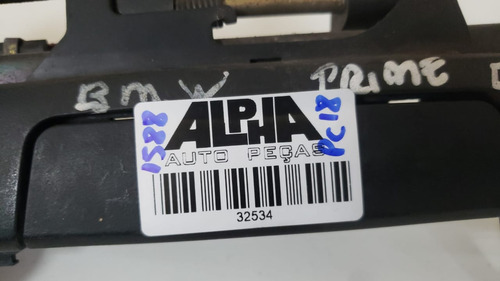 BMW PRIME
ALPHA
AUTO PEÇAS
1588
PC18
32534